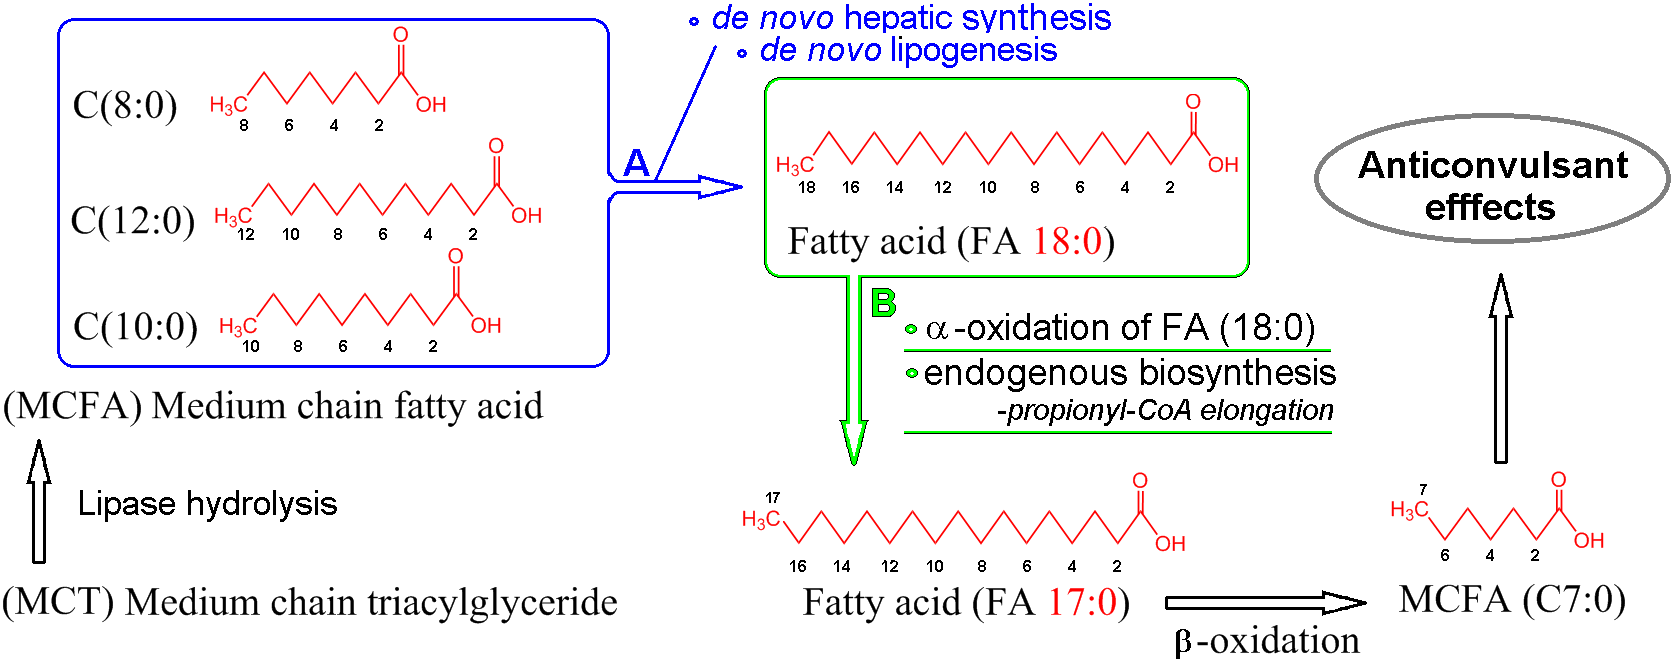 ◦ de novo hepatic synthesis
◦ de novo lipogenesis
C(8:0)
H₃C
O
OH
8 6 4 2
C(12:0)
H₃C
O
OH
12 10 8 6 4 2
C(10:0)
H₃C
O
OH
10 8 6 4 2
(MCFA) Medium chain fatty acid
Lipase hydrolysis
(MCT) Medium chain triacylglyceride
A
H₃C
O
OH
18 16 14 12 10 8 6 4 2
Fatty acid (FA 18:0)
B
• α-oxidation of FA (18:0)
• endogenous biosynthesis
-propionyl-CoA elongation
17
H₃C
O
OH
16 14 12 10 8 6 4 2
Fatty acid (FA 17:0)
β-oxidation
7
H₃C
O
OH
6 4 2
MCFA (C7:0)
Anticonvulsant
efffects